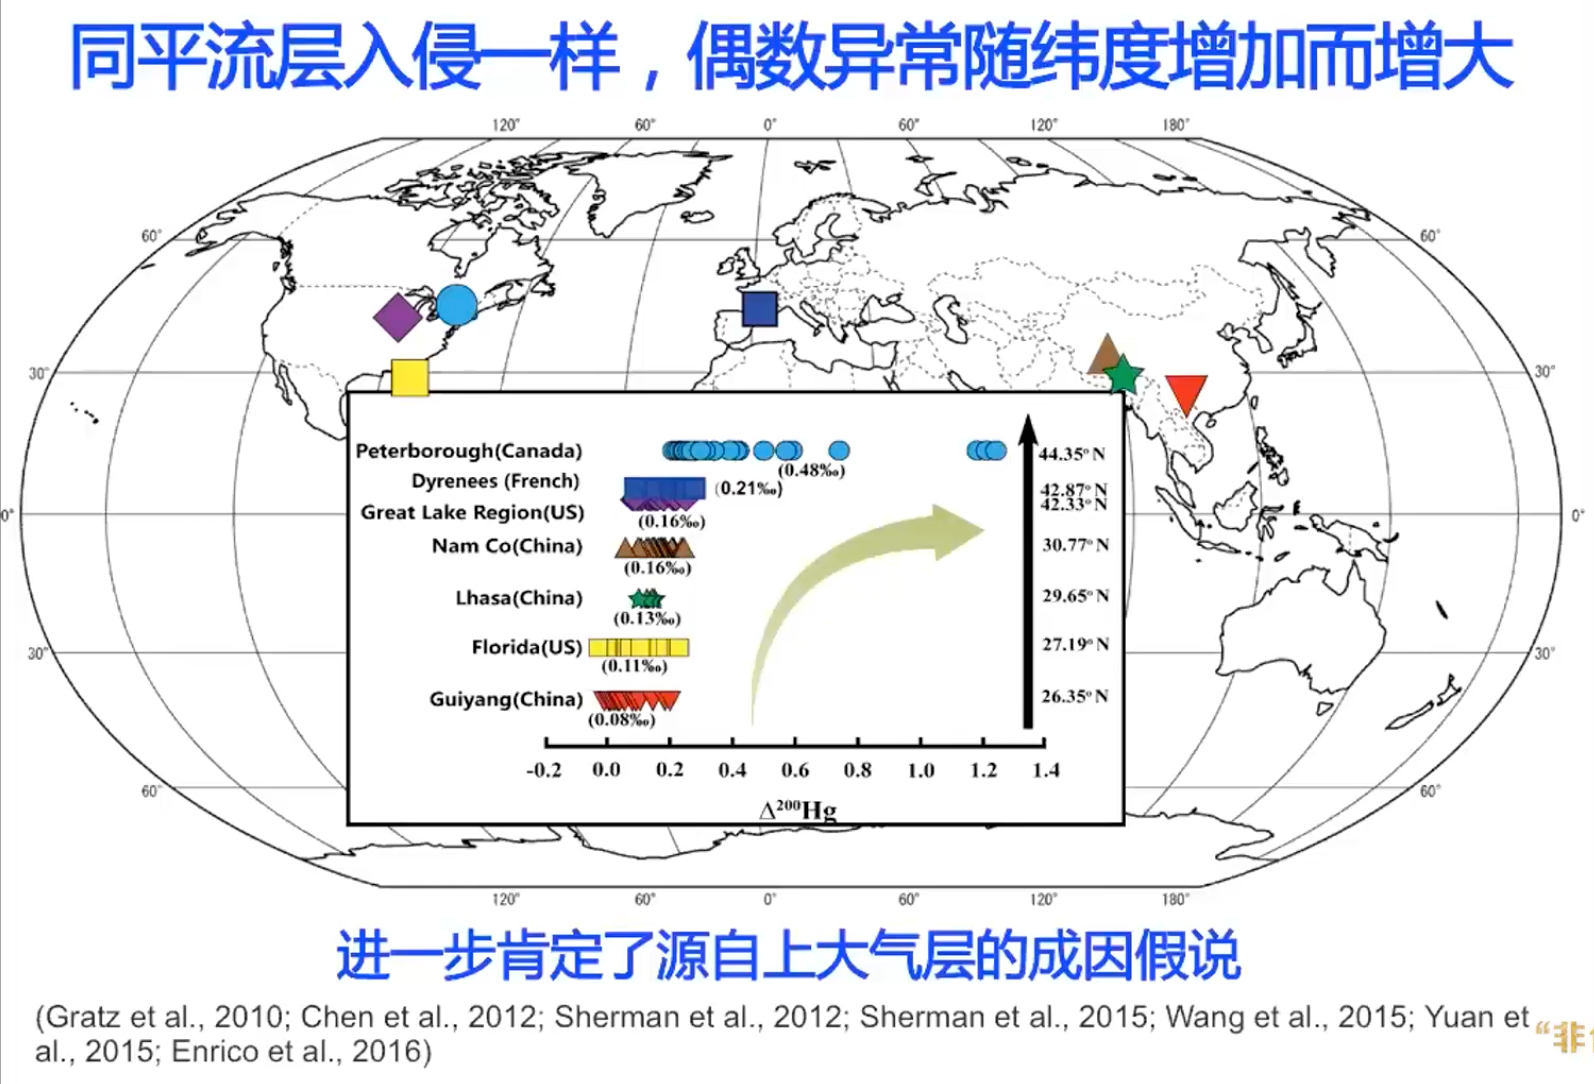 同平流层入侵一样，偶数异常随纬度增加而增大
120° 60° 0° 60° 120° 180°
60° 60°
30° 30°
Peterborough(Canada) (0.48‰) 44.35° N
Dyrenees (French) (0.21‰) 42.87° N
Great Lake Region(US) (0.16‰) 42.33° N
0° 0°
Nam Co(China) (0.16‰) 30.77° N
Lhasa(China) (0.13‰) 29.65° N
Florida(US) (0.11‰) 27.19° N
30° 30°
Guiyang(China) (0.08‰) 26.35° N
-0.2 0.0 0.2 0.4 0.6 0.8 1.0 1.2 1.4
60° 60°
Δ²⁰⁰Hg
120° 60° 0° 60° 120° 180°
进一步肯定了源自上大气层的成因假说
(Gratz et al., 2010; Chen et al., 2012; Sherman et al., 2012; Sherman et al., 2015; Wang et al., 2015; Yuan et
al., 2015; Enrico et al., 2016)
“非